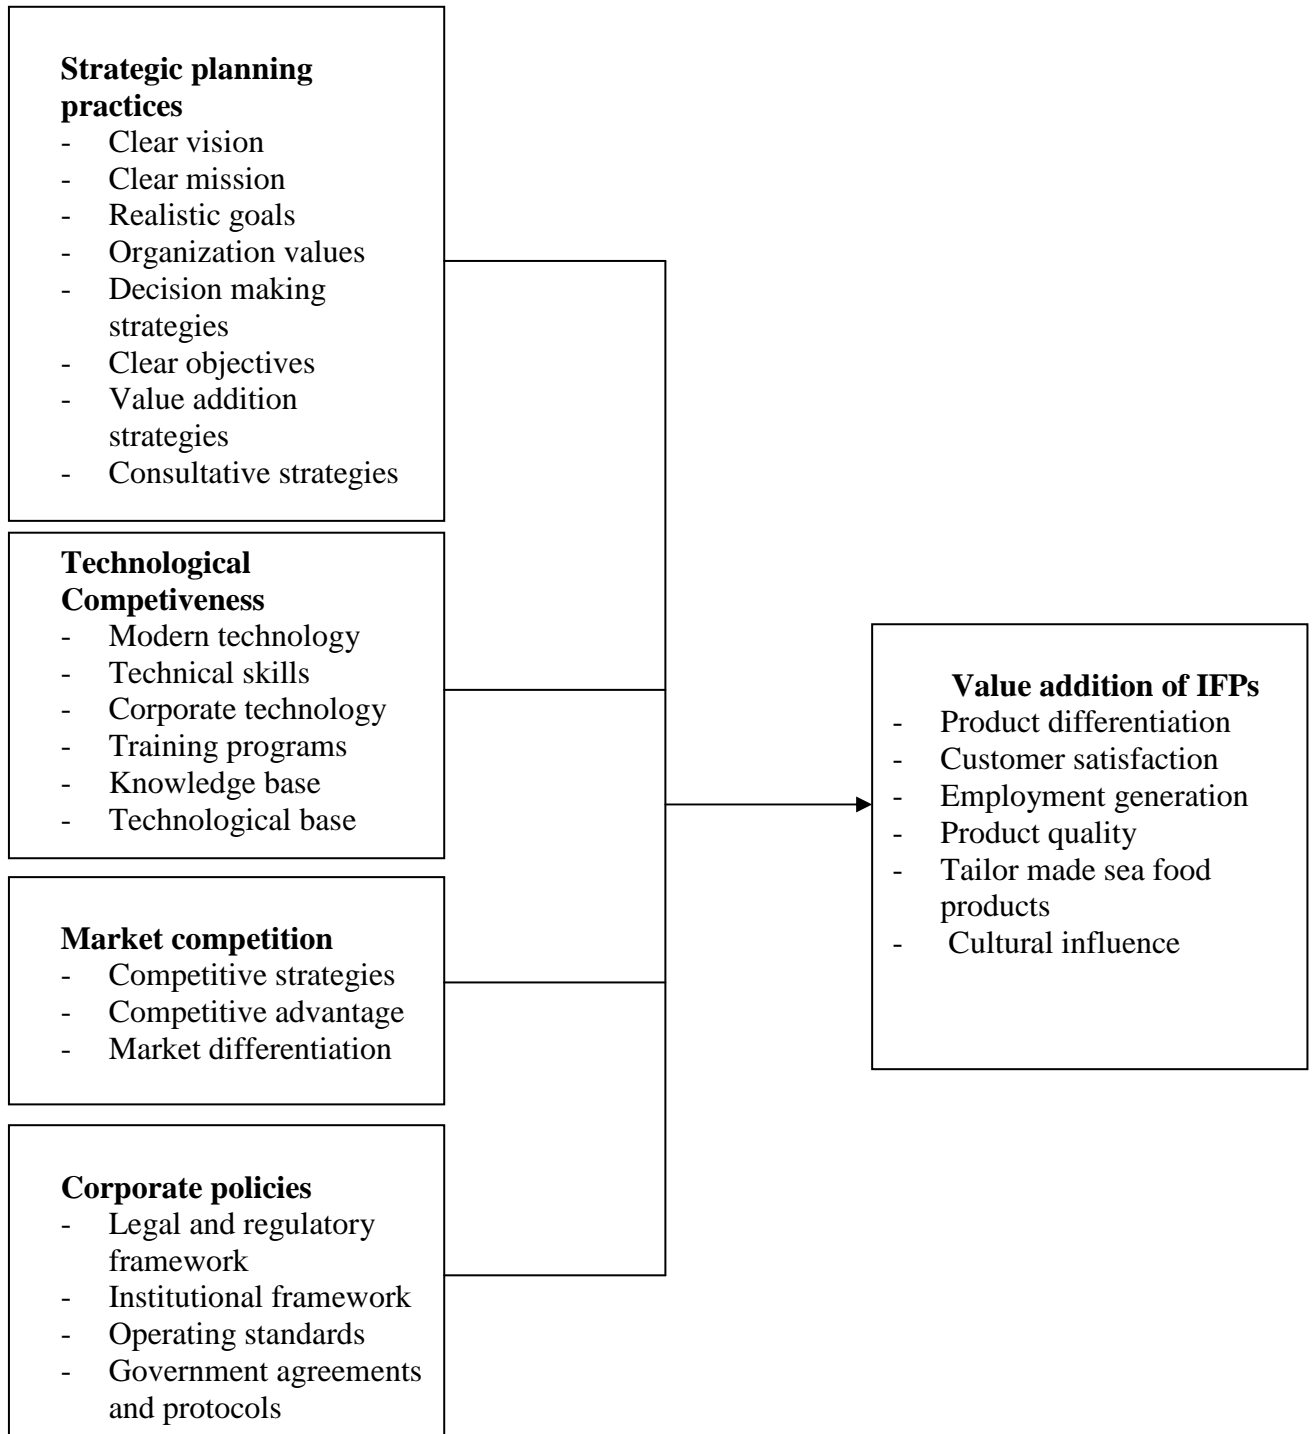 Strategic planning
practices
- Clear vision
- Clear mission
- Realistic goals
- Organization values
- Decision making
strategies
- Clear objectives
- Value addition
strategies
- Consultative strategies
Technological
Competiveness
- Modern technology
- Technical skills
- Corporate technology
- Training programs
- Knowledge base
- Technological base
Market competition
- Competitive strategies
- Competitive advantage
- Market differentiation
Corporate policies
- Legal and regulatory
framework
- Institutional framework
- Operating standards
- Government agreements
and protocols
Value addition of IFPs
- Product differentiation
- Customer satisfaction
- Employment generation
- Product quality
- Tailor made sea food
products
- Cultural influence